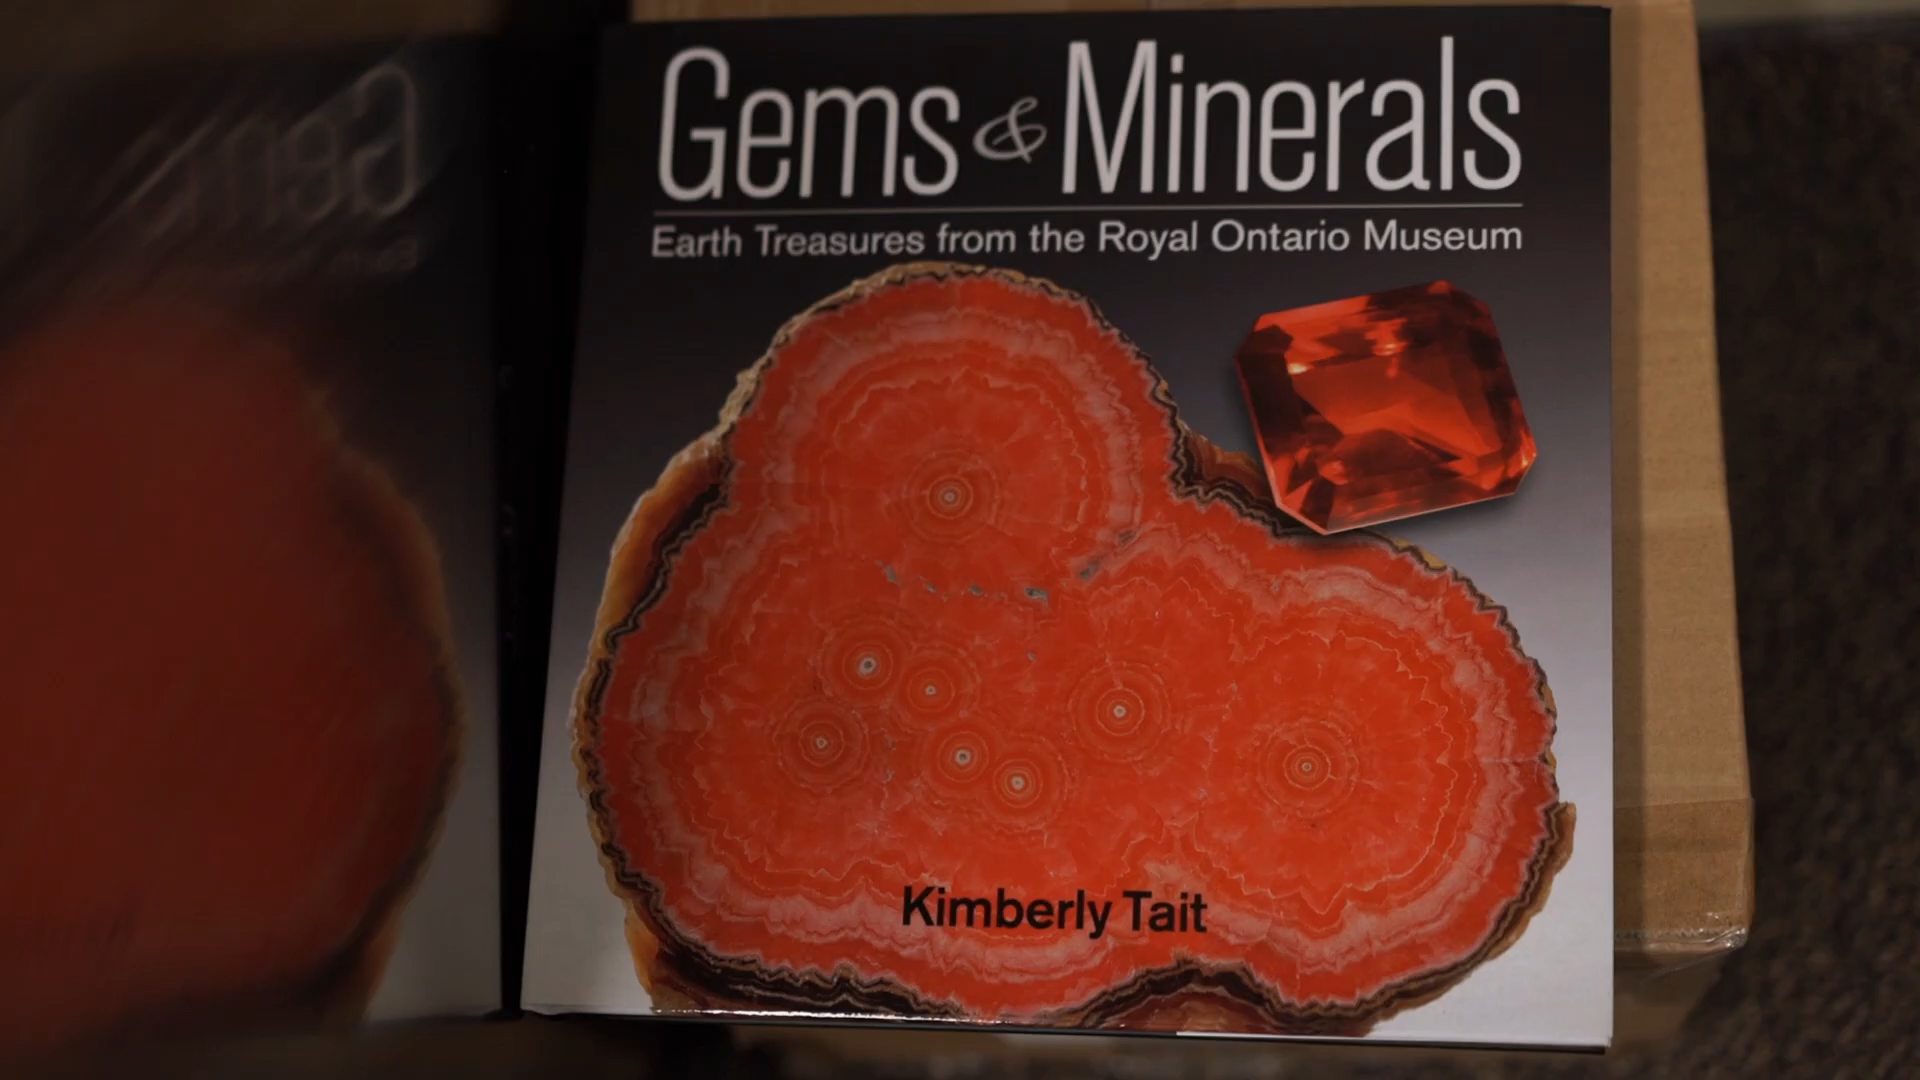 Gems & Minerals
Earth Treasures from the Royal Ontario Museum
Kimberly Tait